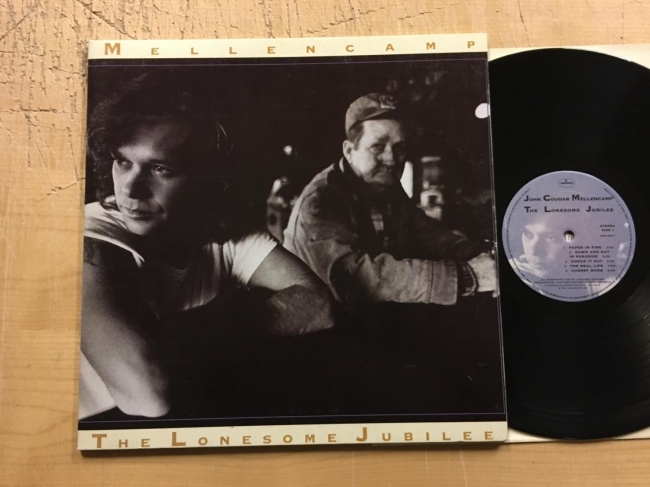 MELLENCAMP
THE LONESOME JUBILEE
JOHN COUGAR MELLENCAMP
THE LONESOME JUBILEE
STEREO
SIDE 1
PAPER IN FIRE
DOWN AND OUT
IN PARADISE
CHECK IT OUT
THE REAL LIFE
CHERRY BOMB